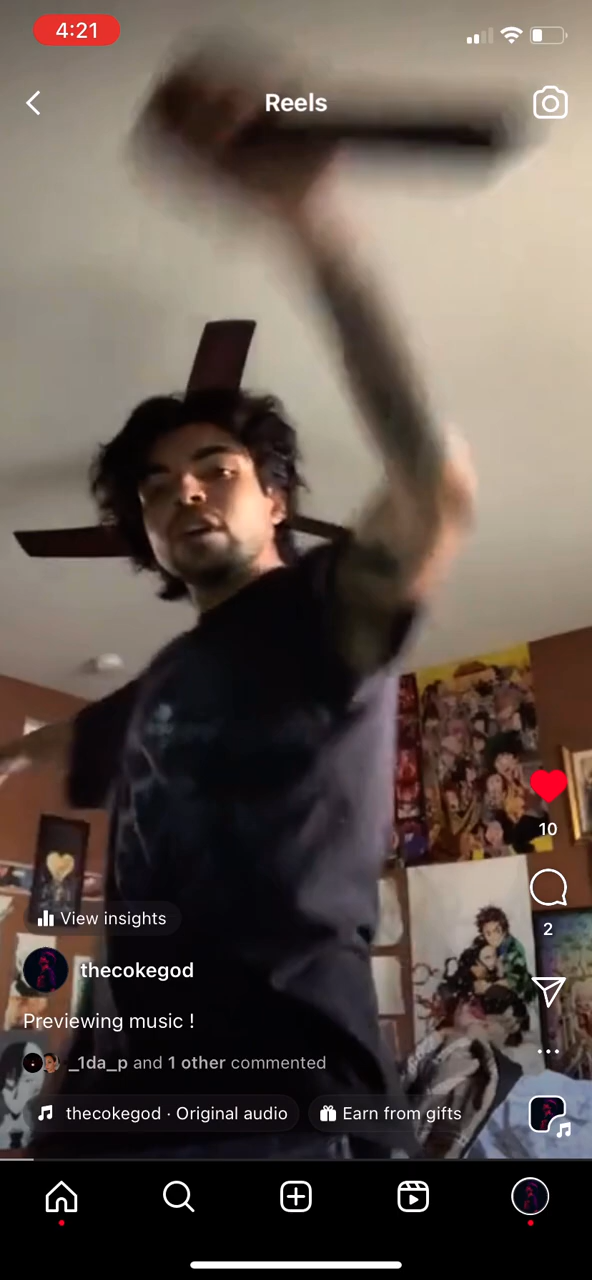 4:21
Reels
10
2
View insights
thecokegod
Previewing music !
_1da_p and 1 other commented
thecokegod · Original audio
Earn from gifts